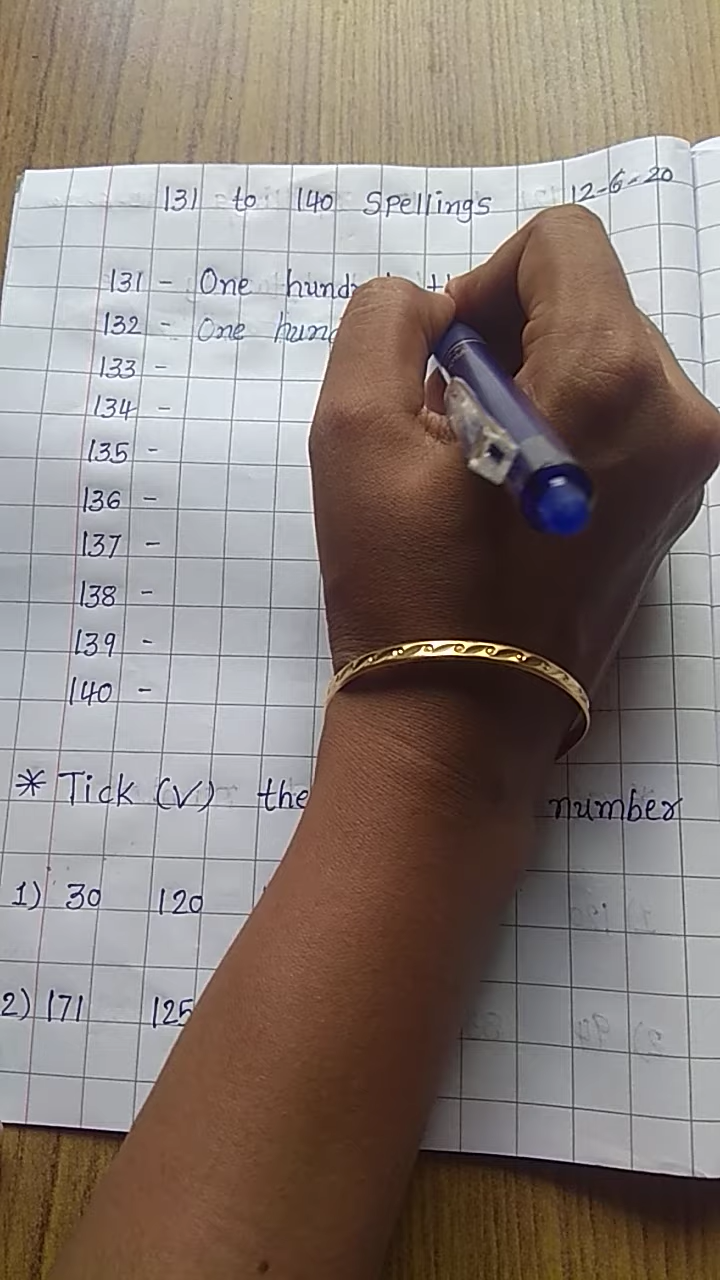 131 to 140 Spellings 12-6-20
131 - One
132 - One
133 -
134 -
135 -
136 -
137 -
138 -
139 -
140 -
* Tick (√) the number
1) 30 120
2) 171 125